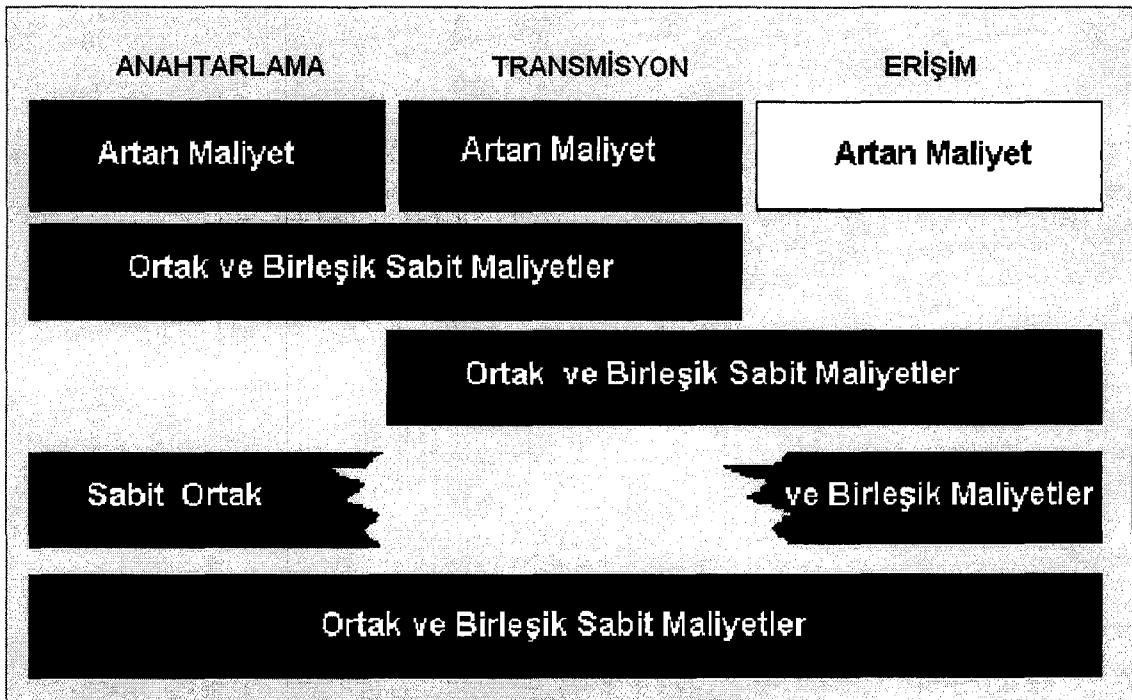 ANAHTARLAMA TRANSMİSYON ERİŞİM
Artan Maliyet Artan Maliyet Artan Maliyet
Ortak ve Birleşik Sabit Maliyetler
Ortak ve Birleşik Sabit Maliyetler
Sabit Ortak ve Birleşik Maliyetler
Ortak ve Birleşik Sabit Maliyetler